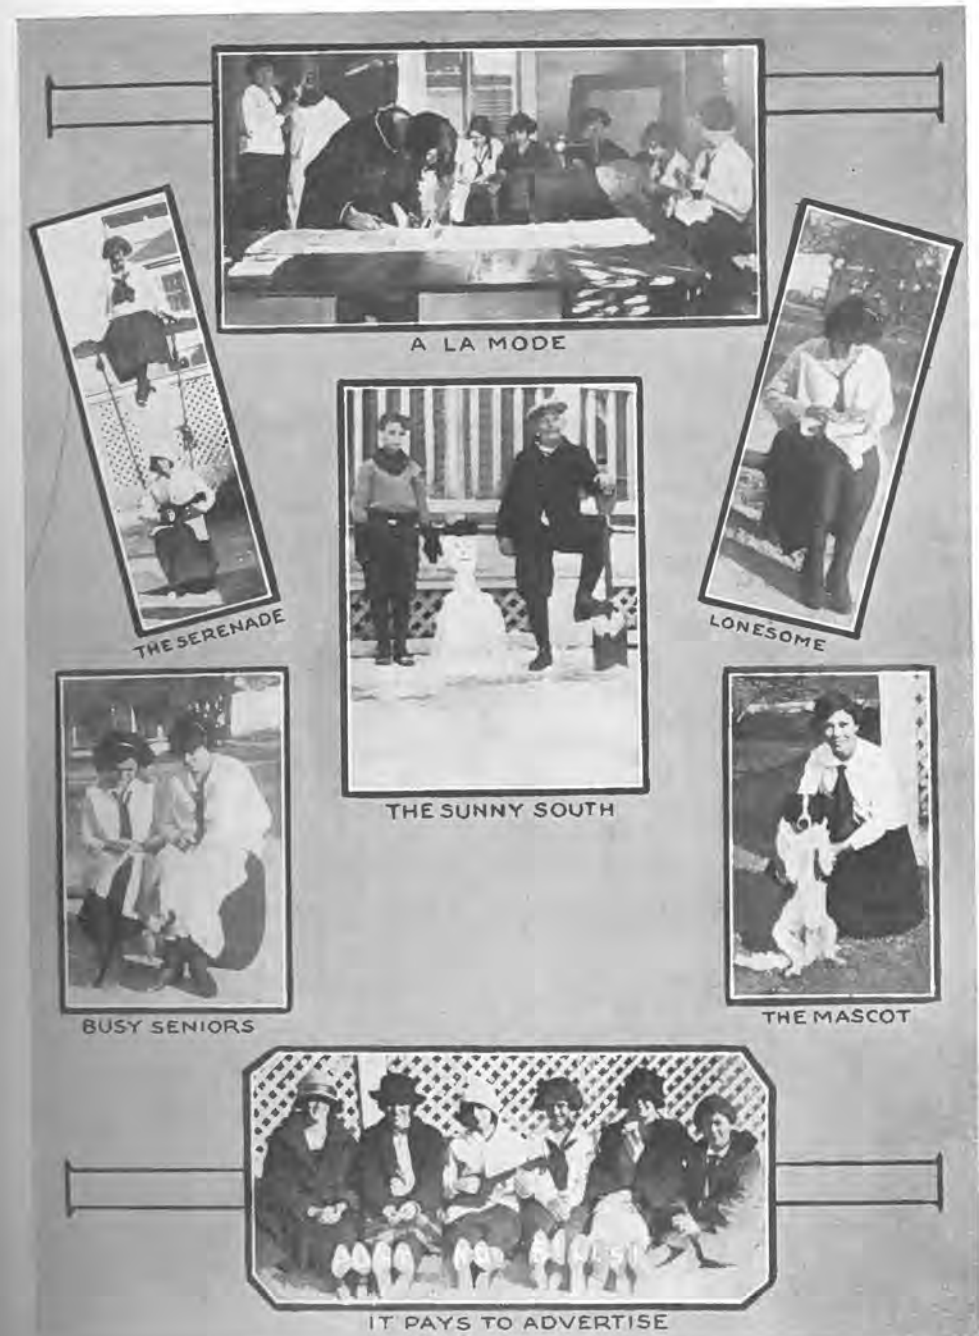 A LA MODE
THE SERENADE
LONESOME
THE SUNNY SOUTH
BUSY SENIORS
THE MASCOT
IT PAYS TO ADVERTISE